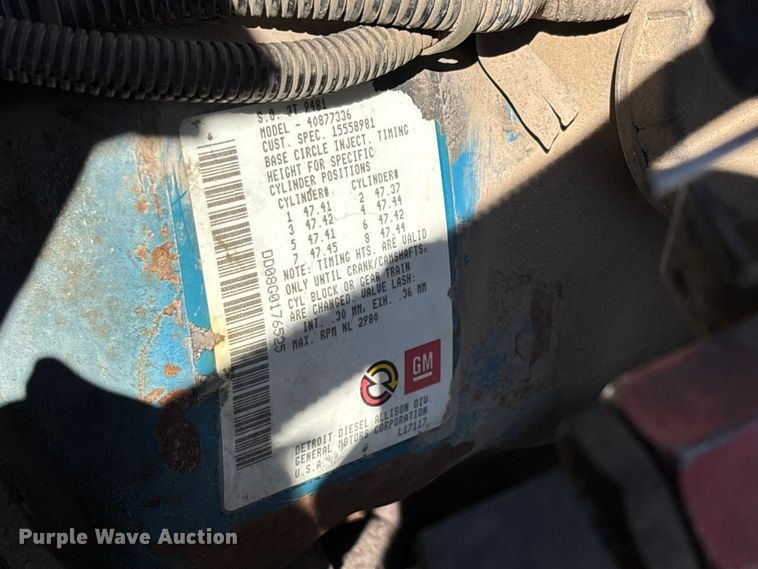 S.O. 3T 9481
MODEL - 40877336
CUST. SPEC. 15558981
BASE CIRCLE INJECT. TIMING
HEIGHT FOR SPECIFIC
CYLINDER POSITIONS
CYLINDER# CYLINDER#
1 47.41 2 47.37
3 47.42 4 47.44
5 47.41 6 47.42
7 47.45 8 47.44
NOTE: TIMING HTS. ARE VALID
ONLY UNTIL CRANK/CAMSHAFTS,
CYL BLOCK OR GEAR TRAIN
ARE CHANGED. VALUE LASH:
INT. .30 MM, EXH. .36 MM
MAX. RPM NL 2980
DD08G0176525
GM
DETROIT DIESEL ALLISON DIV.
GENERAL MOTORS CORPORATION
U.S.A. L17117
Purple Wave Auction